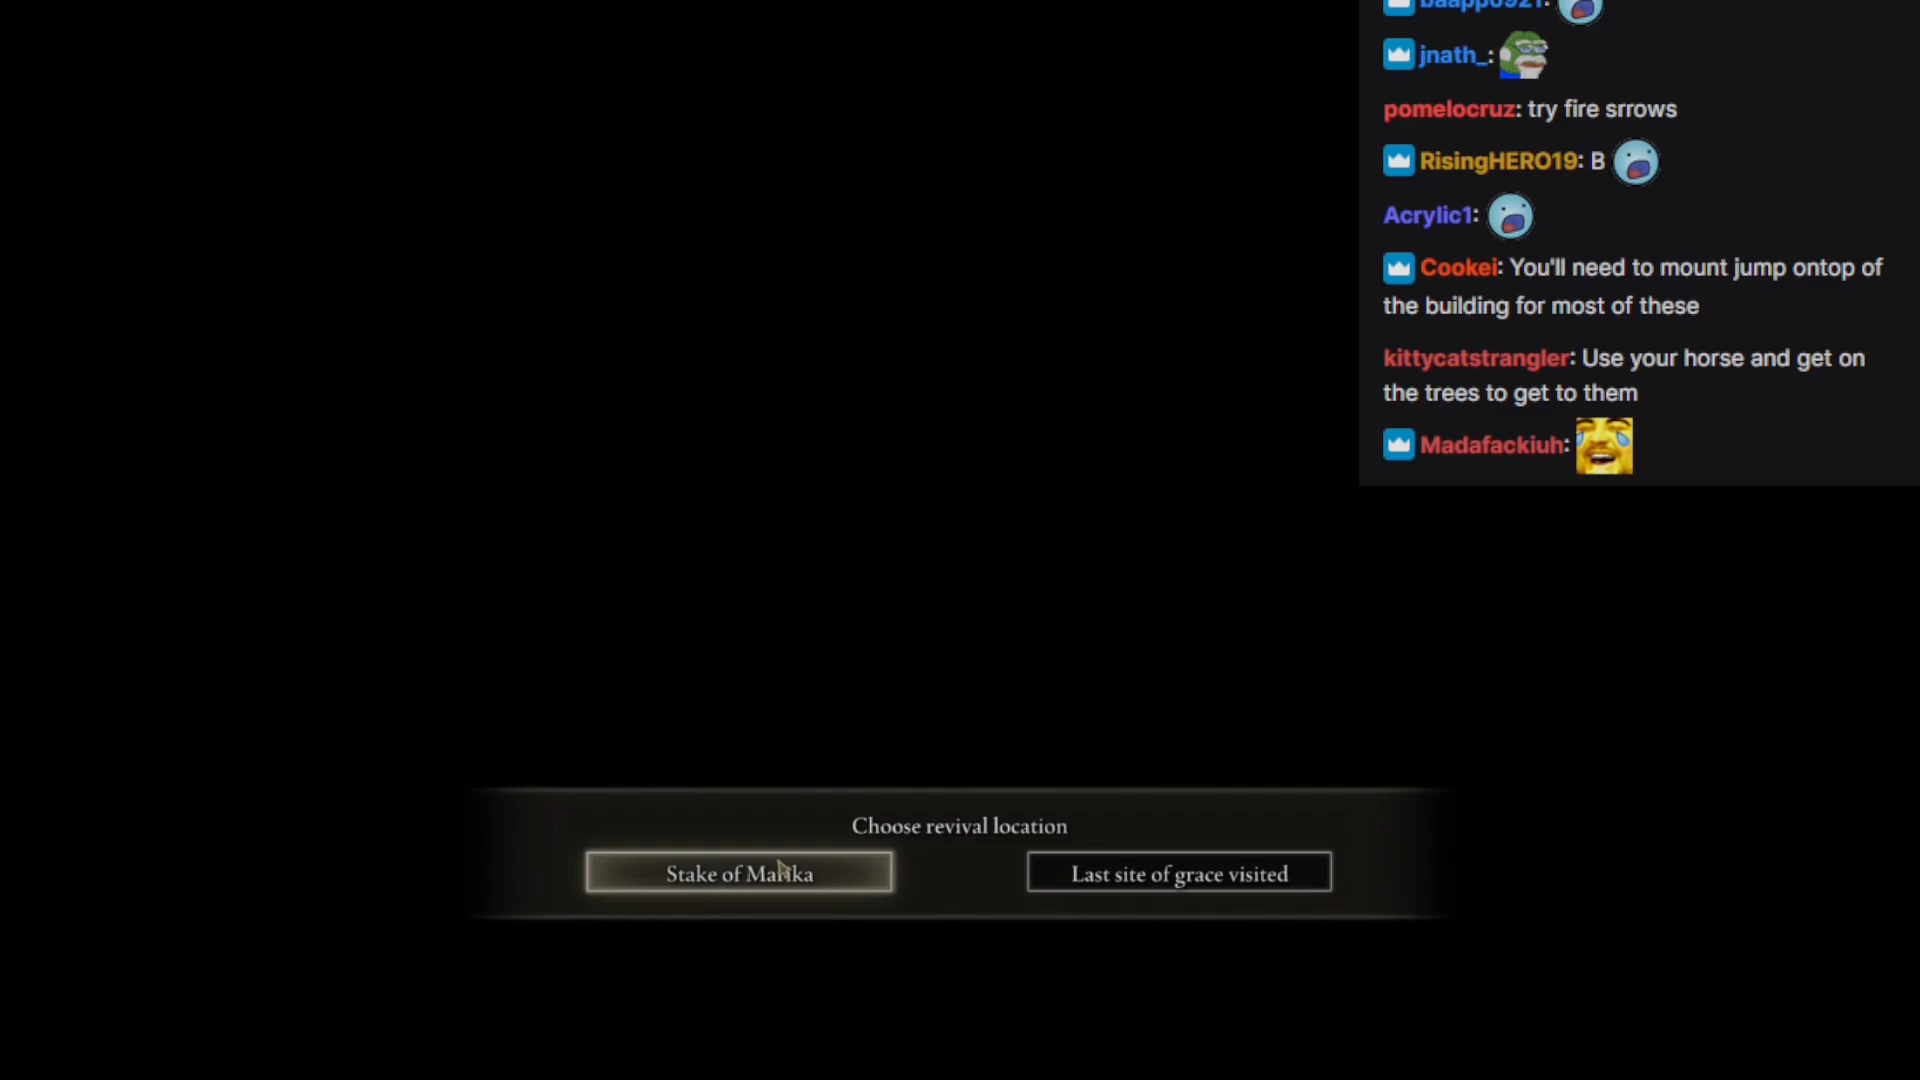 baapp0921:
jnath_:
pomelocruz: try fire srrows
RisingHERO19: B
Acrylic1:
Cookei: You'll need to mount jump ontop of
the building for most of these
kittycatstrangler: Use your horse and get on
the trees to get to them
Madafackiuh:
Choose revival location
Stake of Marika
Last site of grace visited